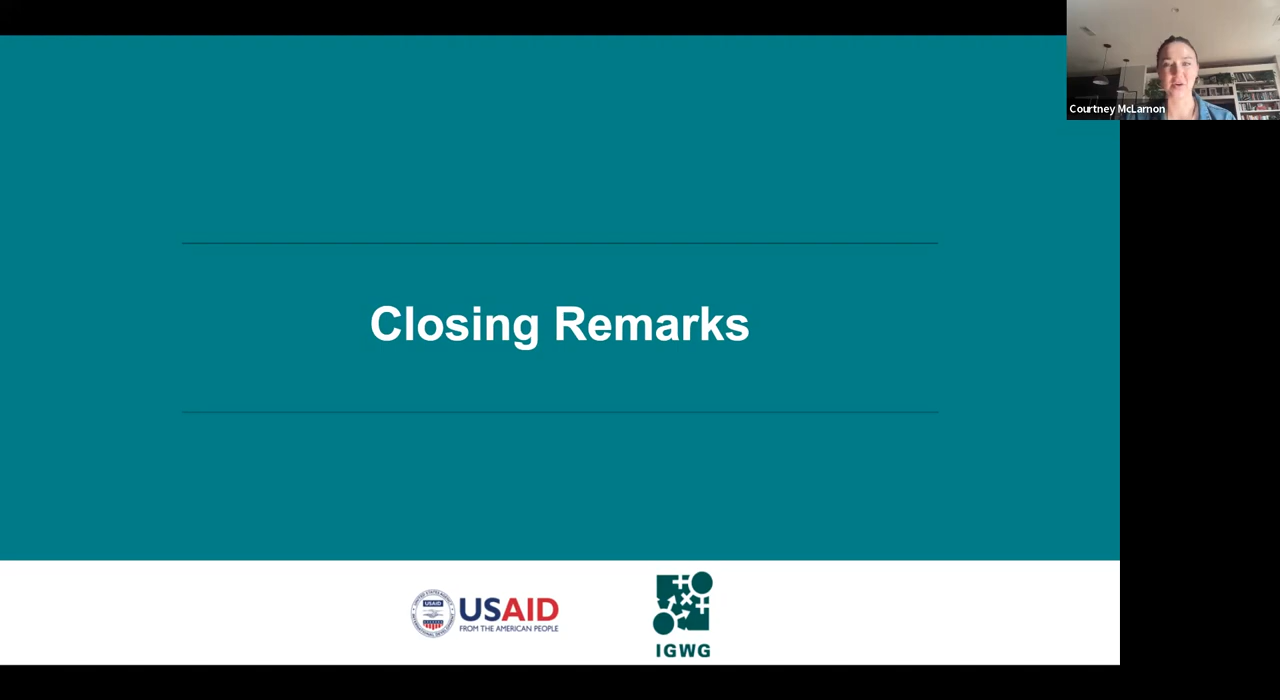 Courtney McLarnon
Closing Remarks
USAID
FROM THE AMERICAN PEOPLE
IGWG